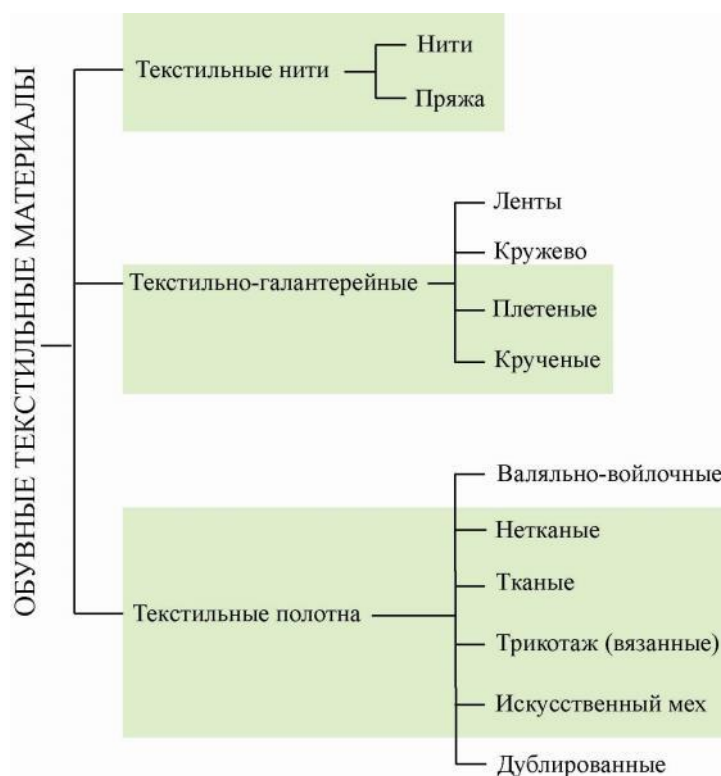 ОБУВНЫЕ ТЕКСТИЛЬНЫЕ МАТЕРИАЛЫ
Текстильные нити
Нити
Пряжа
Текстильно-галантерейные
Ленты
Кружево
Плетеные
Крученые
Текстильные полотна
Валяльно-войлочные
Нетканые
Тканые
Трикотаж (вязанные)
Искусственный мех
Дублированные